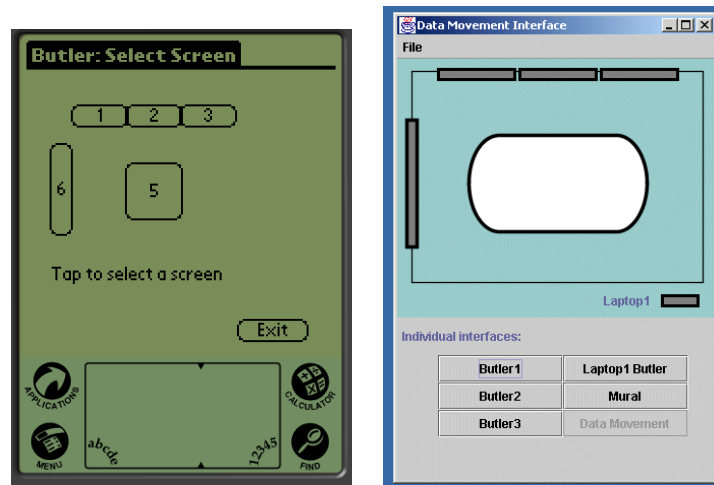 Butler: Select Screen
1 2 3
6
5
Tap to select a screen
Exit
APPLICATIONS
CALCULATOR
MENU
abcde
12345
FIND
Data Movement Interface
File
Laptop1
Individual interfaces:
Butler1 Laptop1 Butler
Butler2 Mural
Butler3 Data Movement